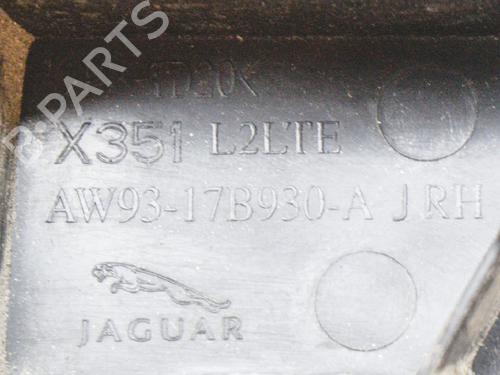 B-PARTS
X351 L2LTE
AW93-17B930-A J RH
JAGUAR